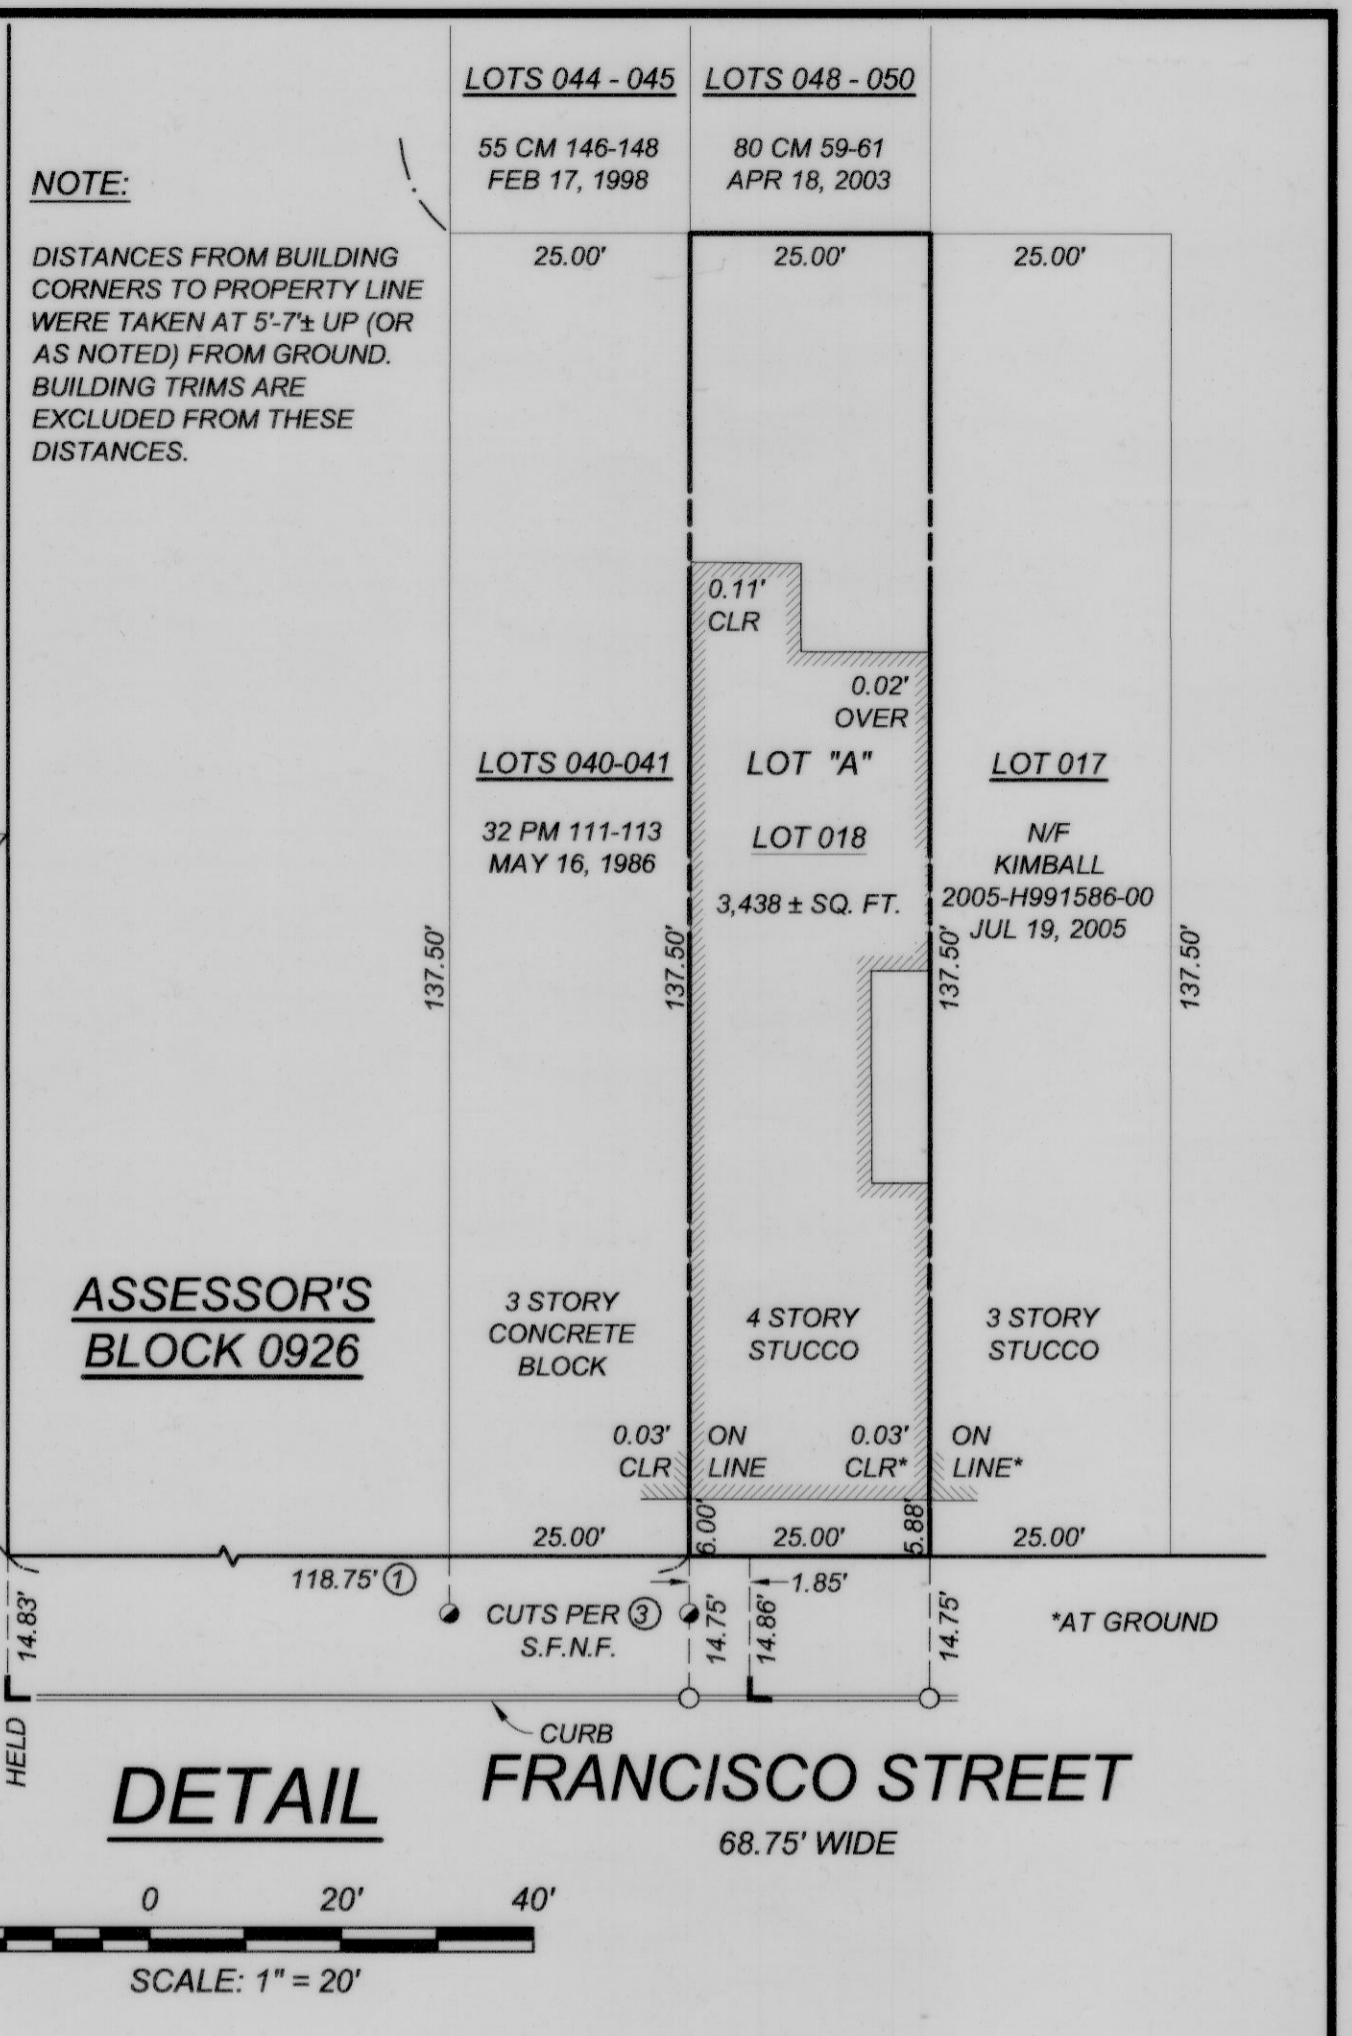 LOTS 044 - 045
LOTS 048 - 050
55 CM 146-148
FEB 17, 1998
80 CM 59-61
APR 18, 2003
NOTE:
DISTANCES FROM BUILDING
CORNERS TO PROPERTY LINE
WERE TAKEN AT 5'-7'± UP (OR
AS NOTED) FROM GROUND.
BUILDING TRIMS ARE
EXCLUDED FROM THESE
DISTANCES.
25.00'
25.00'
25.00'
0.11'
CLR
0.02'
OVER
LOTS 040-041
32 PM 111-113
MAY 16, 1986
LOT "A"
LOT 018
3,438 ± SQ. FT.
LOT 017
N/F
KIMBALL
2005-H991586-00
JUL 19, 2005
137.50'
137.50'
137.50'
137.50'
ASSESSOR'S
BLOCK 0926
3 STORY
CONCRETE
BLOCK
4 STORY
STUCCO
3 STORY
STUCCO
0.03'
CLR
ON
LINE
0.03'
CLR*
ON
LINE*
25.00'
6.00'
25.00'
5.88'
25.00'
118.75' 1
1.85'
14.83'
CUTS PER 3
S.F.N.F.
14.75'
14.86'
14.75'
*AT GROUND
HELD
CURB
DETAIL
FRANCISCO STREET
68.75' WIDE
0 20' 40'
SCALE: 1" = 20'